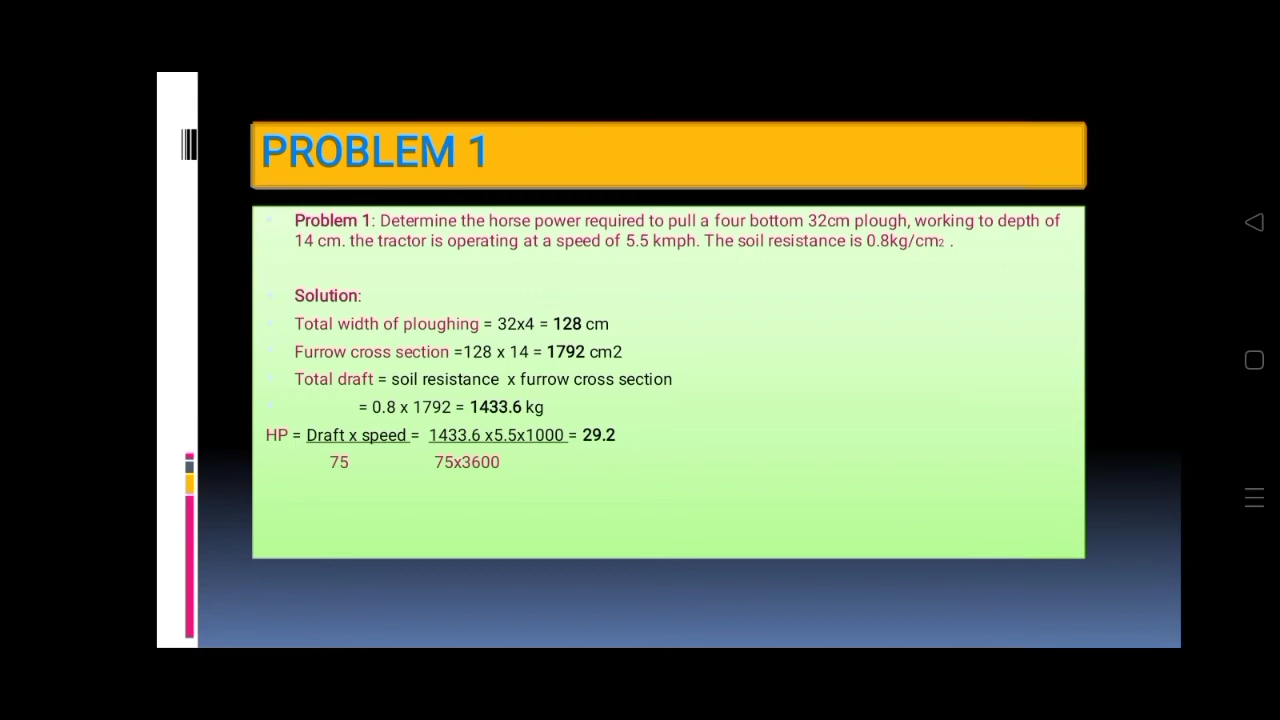 PROBLEM 1
Problem 1: Determine the horse power required to pull a four bottom 32cm plough, working to depth of
14 cm. the tractor is operating at a speed of 5.5 kmph. The soil resistance is 0.8kg/cm2 .
Solution:
Total width of ploughing = 32x4 = 128 cm
Furrow cross section =128 x 14 = 1792 cm2
Total draft = soil resistance x furrow cross section
= 0.8 x 1792 = 1433.6 kg
HP = Draft x speed = 1433.6 x5.5x1000 = 29.2
75 75x3600